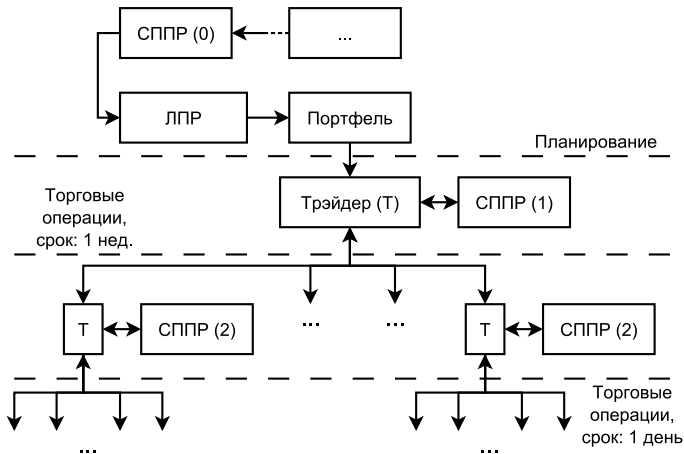 СППР (0)
...
ЛПР
Портфель
Планирование
Трэйдер (Т)
СППР (1)
Торговые
операции,
срок: 1 нед.
...
...
Т
СППР (2)
Т
СППР (2)
Торговые
операции,
срок: 1 день
...
...